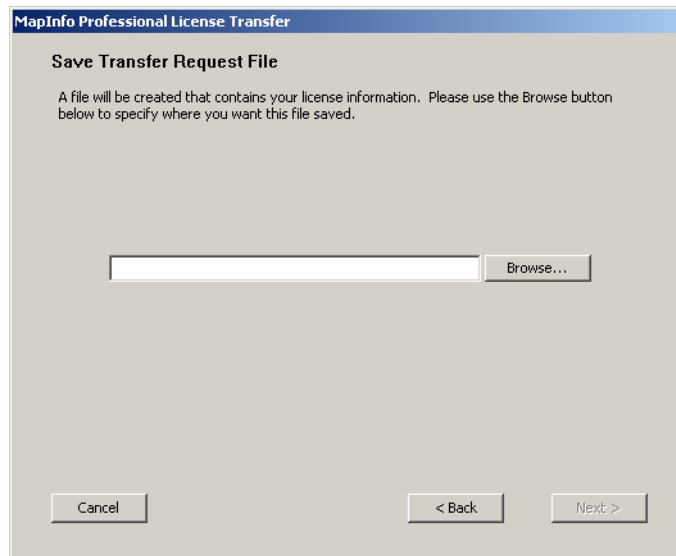 MapInfo Professional License Transfer
Save Transfer Request File
A file will be created that contains your license information.  Please use the Browse button
below to specify where you want this file saved.
Browse...
Cancel
< Back
Next >